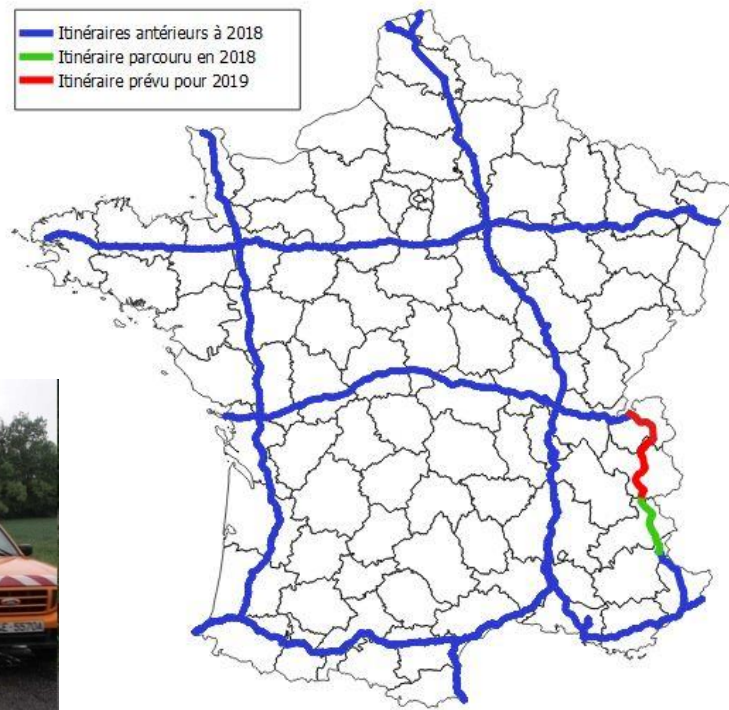 Itinéraires antérieurs à 2018
Itinéraire parcouru en 2018
Itinéraire prévu pour 2019